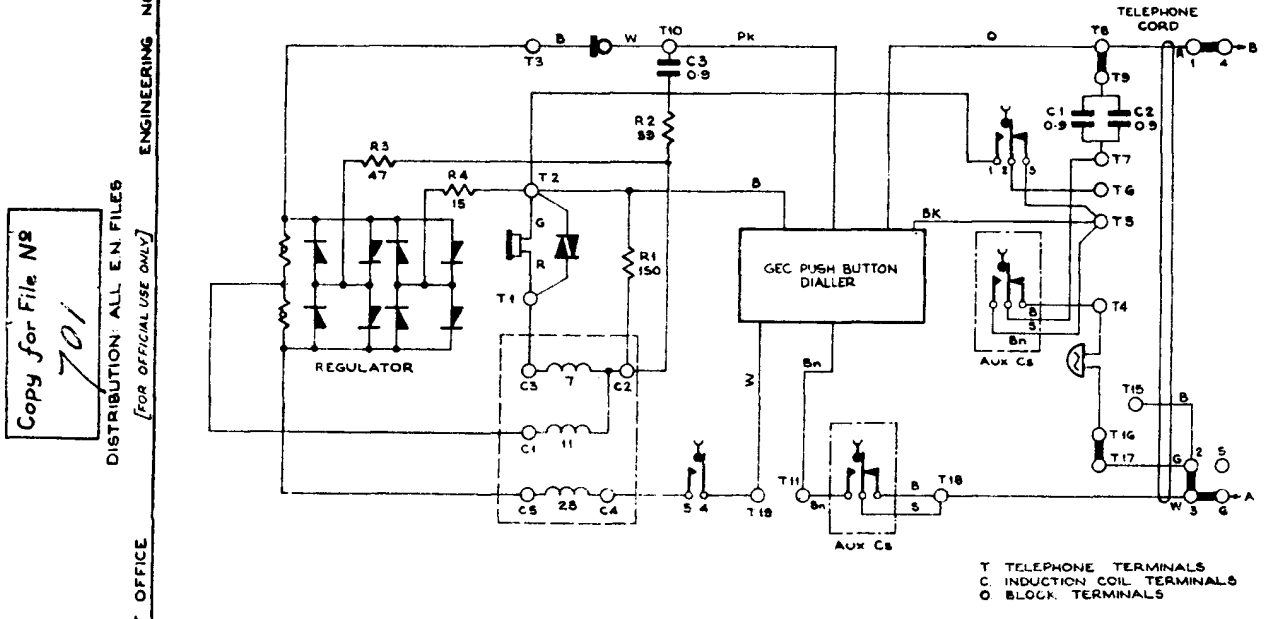 TELEPHONE
CORD
T3
B
W
T10
Pk
O
T8
R
1
4
B
C3
0·9
T9
C1
0·9
C2
0·9
R2
39
T7
1
2
3
R3
47
R4
15
T2
B
T6
T5
BK
G
R
R1
150
GEC PUSH BUTTON
DIALLER
T1
T4
B
S
Bn
Aux Cs
REGULATOR
C3
7
C2
W
Bn
T15
B
C1
11
T16
T17
G
2
5
C5
28
C4
5
4
T19
T11
Bn
B
S
T18
W
3
6
A
Aux Cs
T TELEPHONE TERMINALS
C. INDUCTION COIL TERMINALS
O BLOCK TERMINALS
Copy for File Nº
701
DISTRIBUTION: ALL E.N. FILES
[FOR OFFICIAL USE ONLY]
OFFICE
ENGINEERING